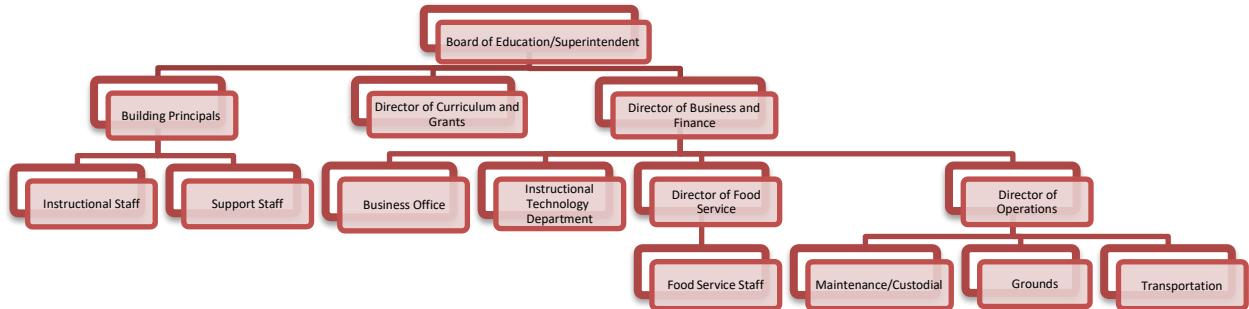 Board of Education/Superintendent
Building Principals
Director of Curriculum and
Grants
Director of Business and
Finance
Instructional Staff
Support Staff
Business Office
Instructional
Technology
Department
Director of Food
Service
Director of
Operations
Food Service Staff
Maintenance/Custodial
Grounds
Transportation